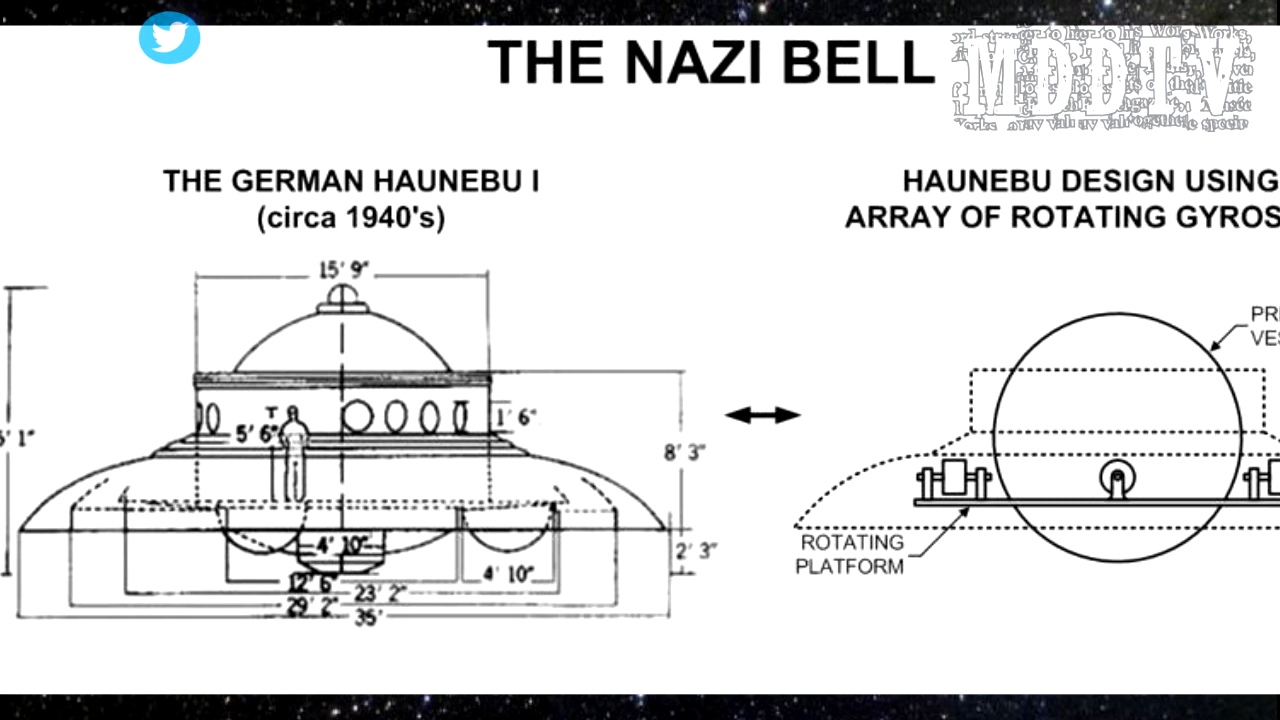 THE NAZI BELL
MDDTV
THE GERMAN HAUNEBU I
(circa 1940's)
HAUNEBU DESIGN USING
ARRAY OF ROTATING GYROS
15' 9"
5' 6"
1' 6"
8' 3"
2' 3"
4' 10"
12' 6"
4' 10"
23' 2"
29' 2"
35'
ROTATING
PLATFORM